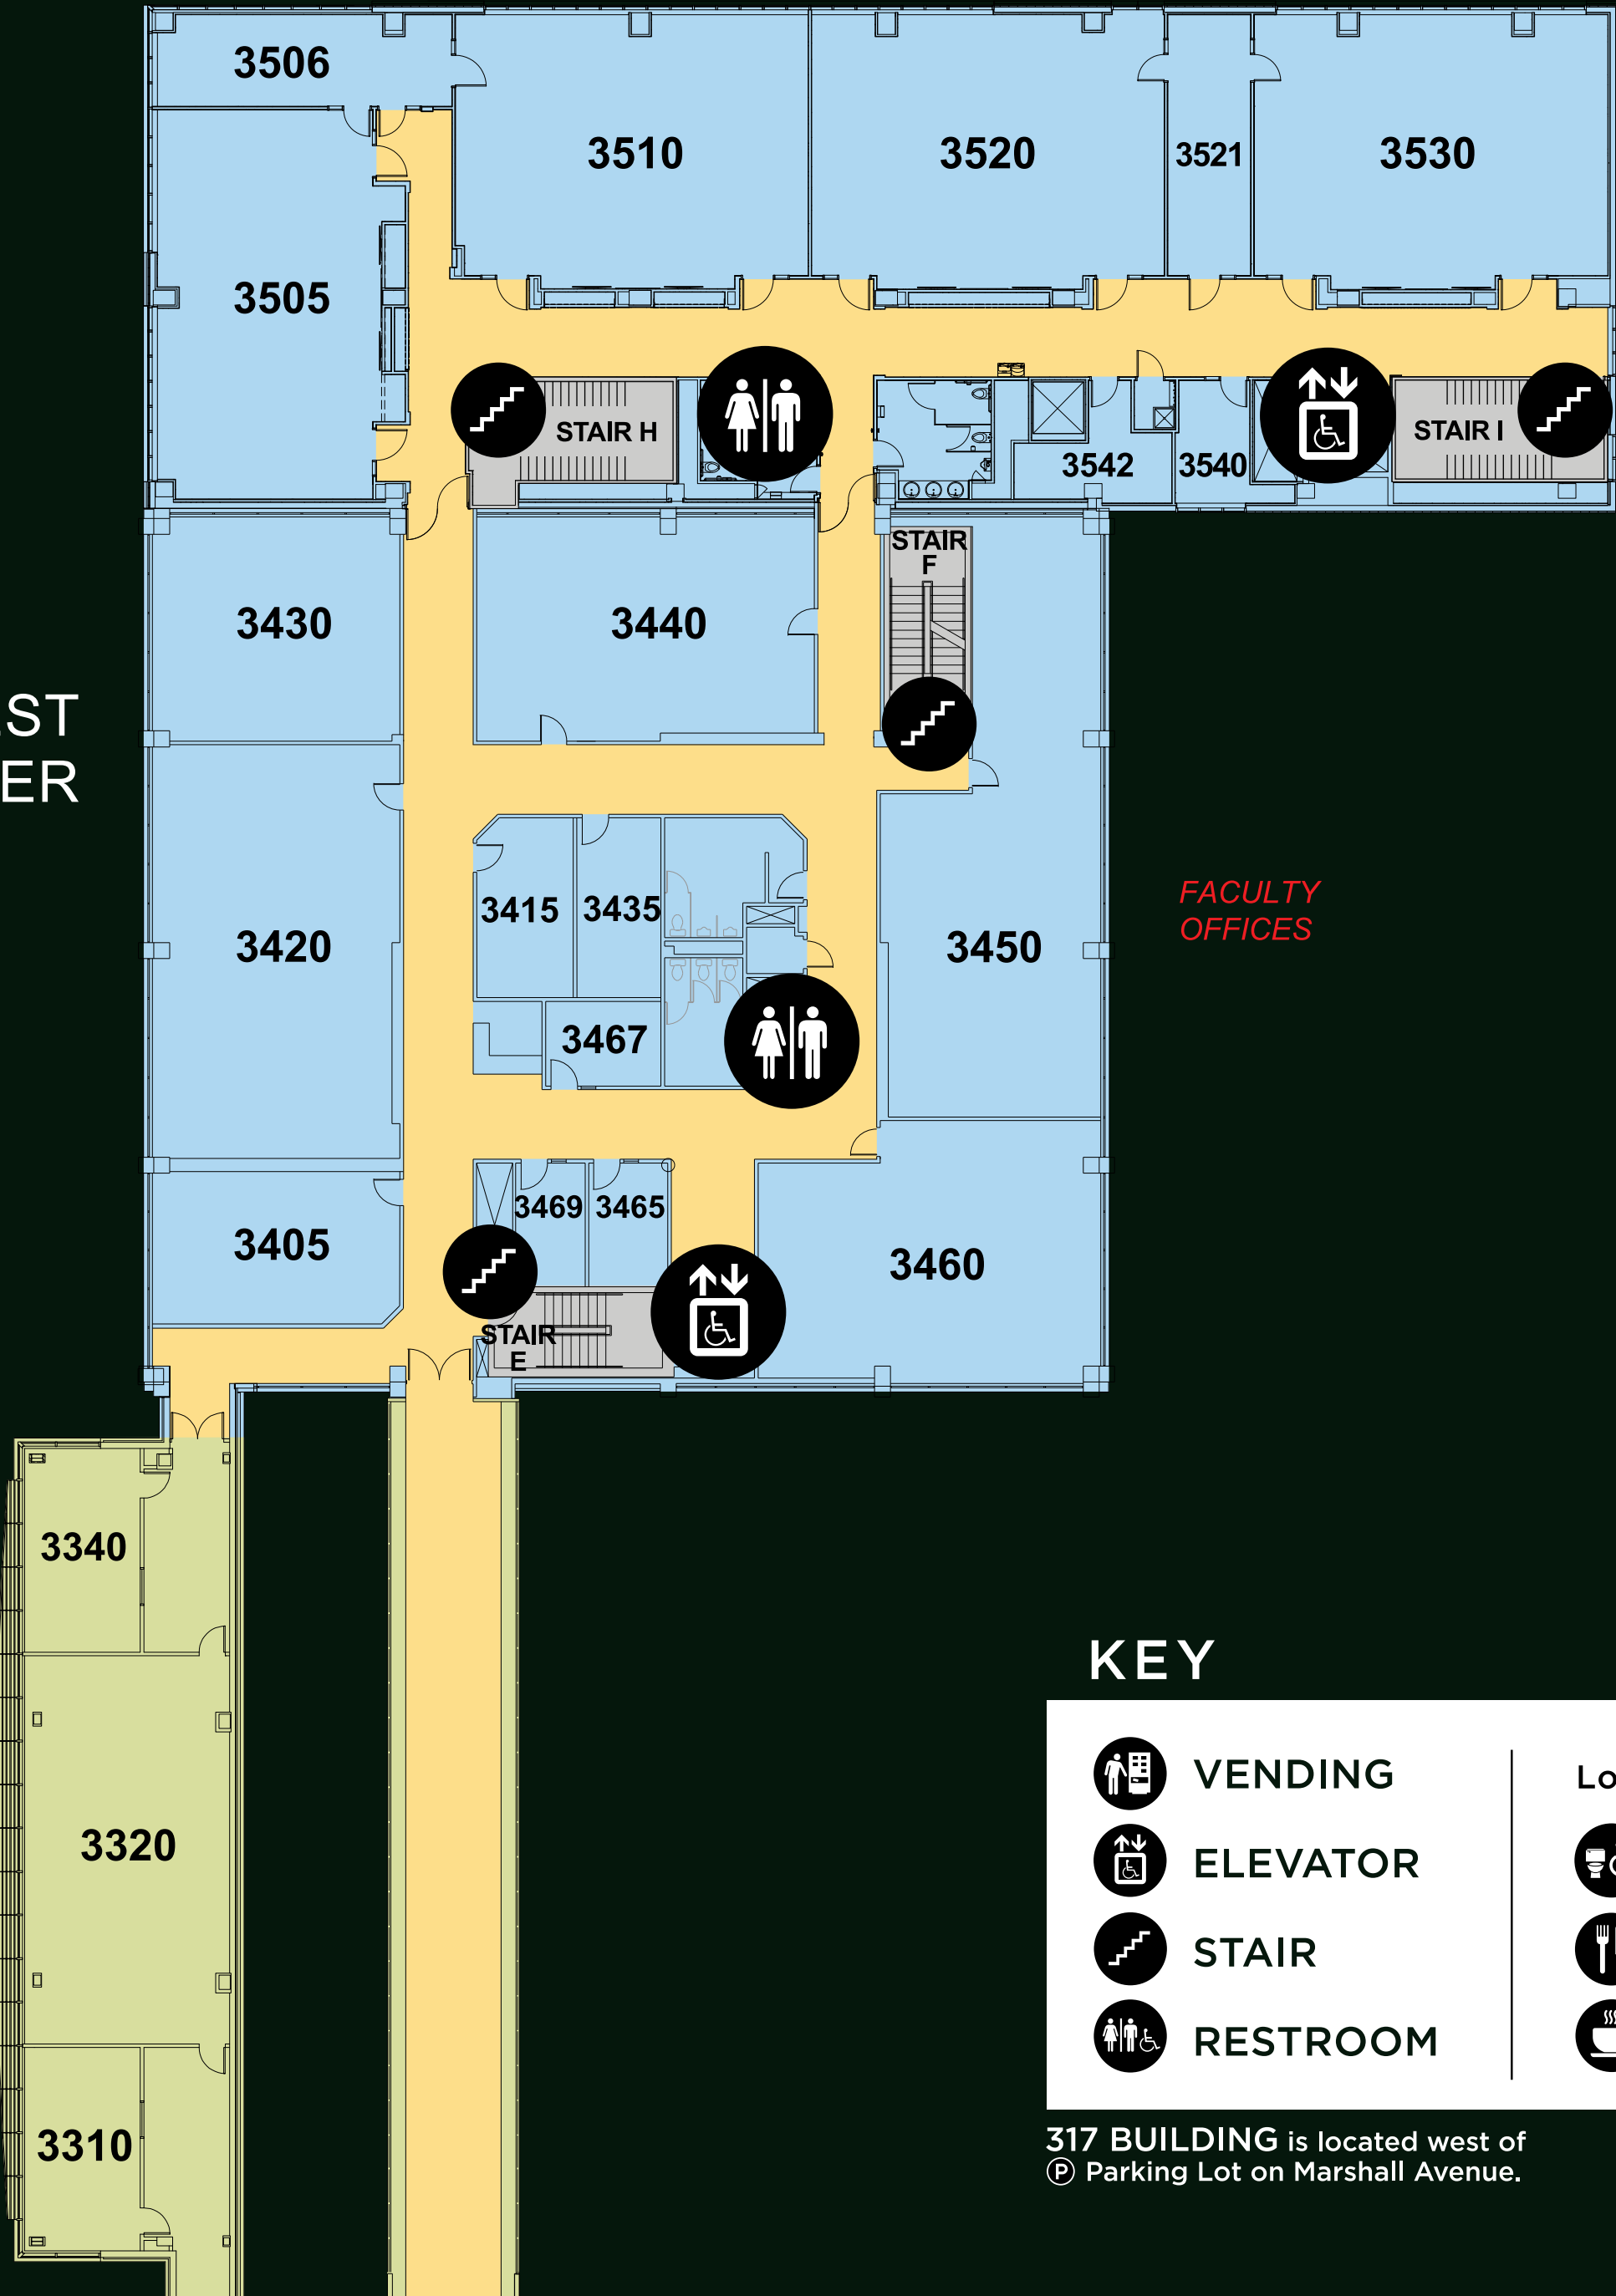 3506
3510
3520
3521
3530
3505
STAIR H
STAIR I
3542
3540
STAIR
F
3430
3440
ST
ER
3415
3435
3420
3450
FACULTY
OFFICES
3467
3469
3465
3405
3460
STAIR
E
3340
KEY
VENDING
Lo
3320
ELEVATOR
STAIR
RESTROOM
3310
317 BUILDING is located west of
Ⓟ Parking Lot on Marshall Avenue.